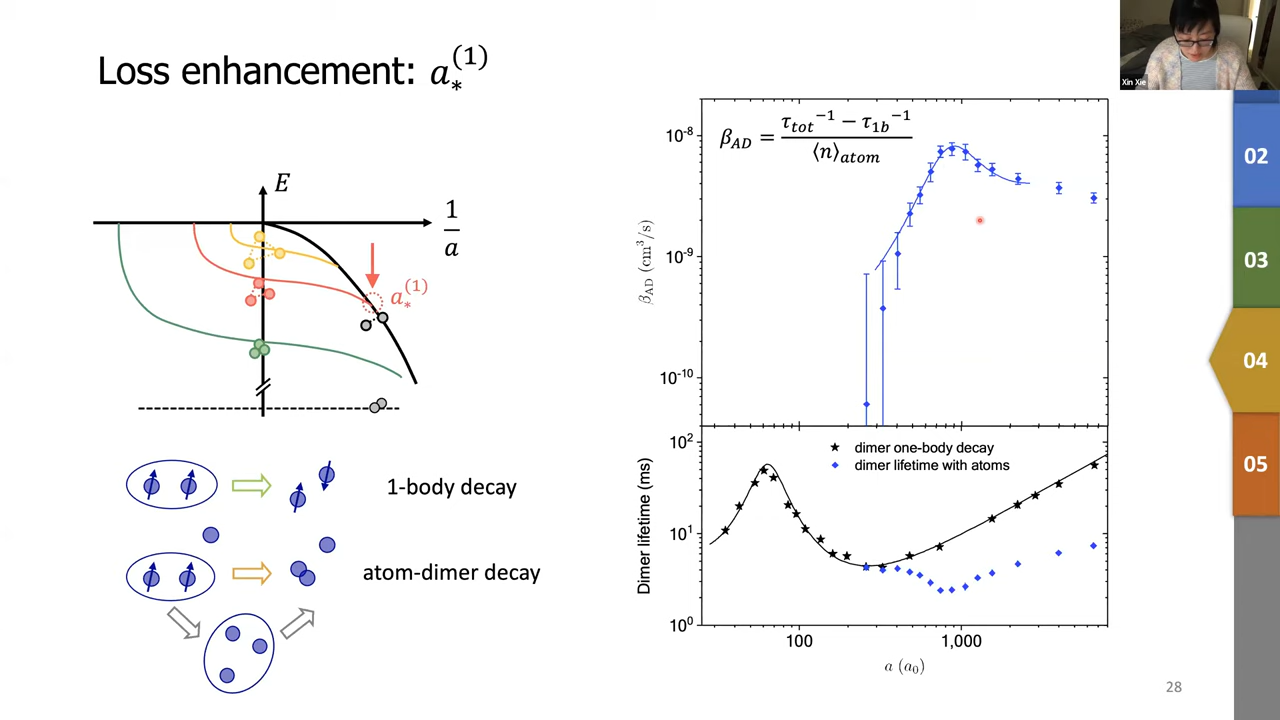 Loss enhancement: a*^(1)
Xin Xie
E
1/a
a*^(1)
1-body decay
atom-dimer decay
β_AD = (τ_tot^-1 − τ_1b^-1) / ⟨n⟩_atom
β_AD (cm^3/s)
10^-8
10^-9
10^-10
Dimer lifetime (ms)
10^2
10^1
10^0
dimer one-body decay
dimer lifetime with atoms
100
1,000
a (a_0)
02
03
04
05
28